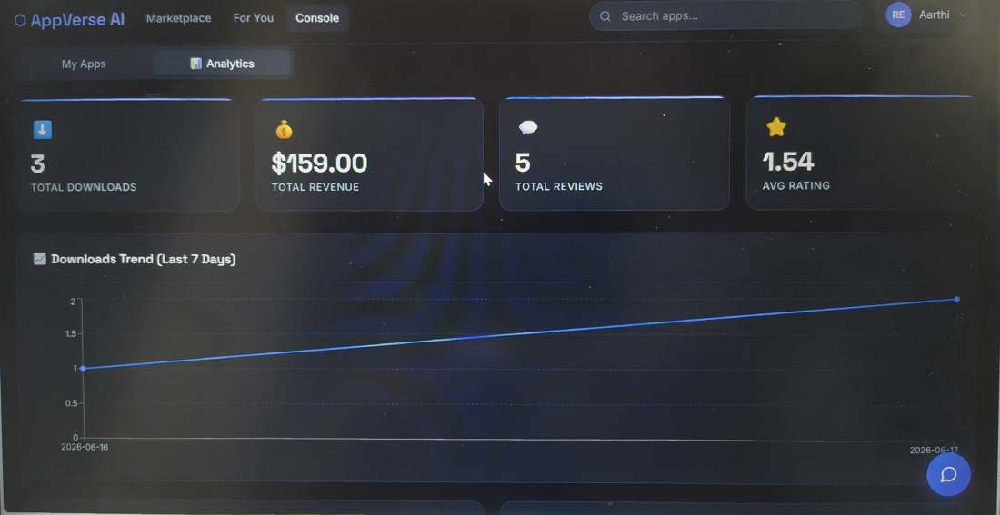 AppVerse AI Marketplace For You Console Search apps... RE Aarthi
My Apps Analytics
3
TOTAL DOWNLOADS
$159.00
TOTAL REVENUE
5
TOTAL REVIEWS
1.54
AVG RATING
Downloads Trend (Last 7 Days)
2
1.5
1
0.5
0
2026-06-16 2026-06-17